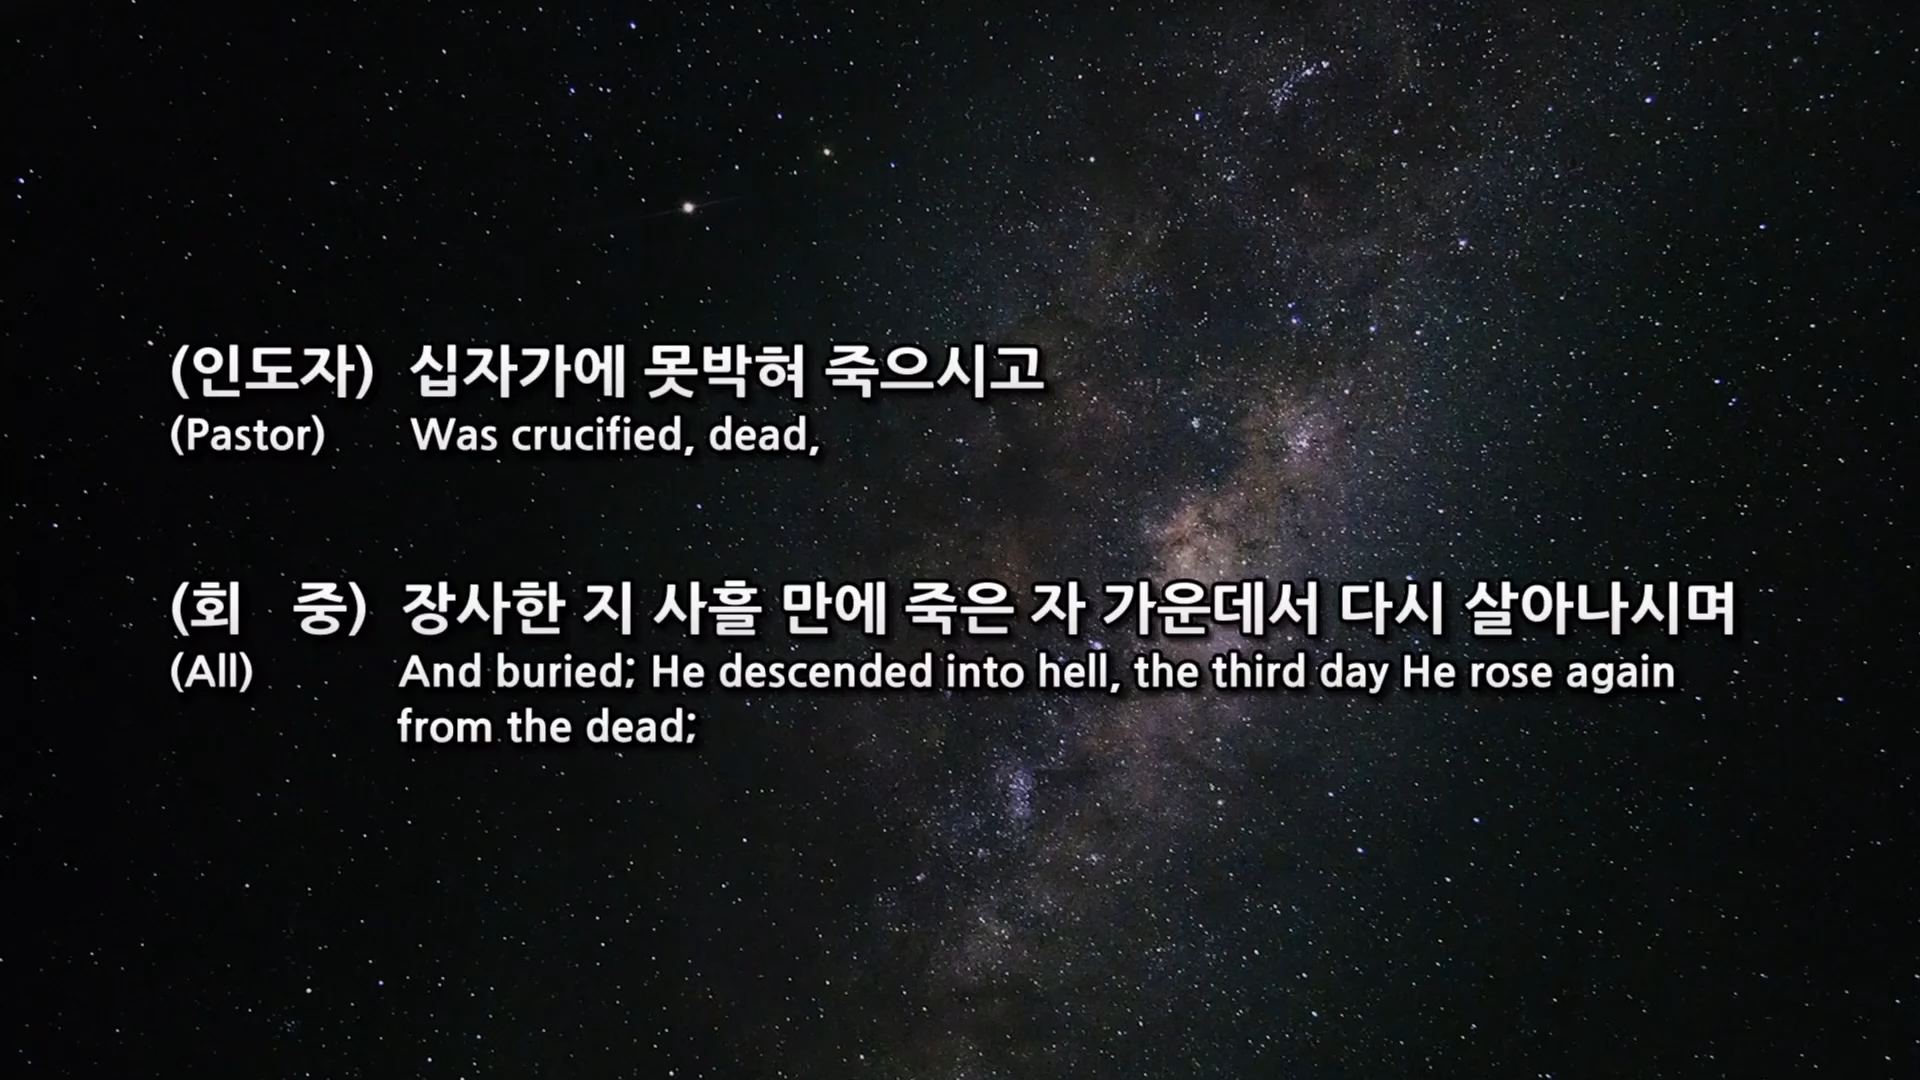 (인도자) 십자가에 못박혀 죽으시고
(Pastor) Was crucified, dead,
(회 중) 장사한 지 사흘 만에 죽은 자 가운데서 다시 살아나시며
(All) And buried; He descended into hell, the third day He rose again
from the dead;